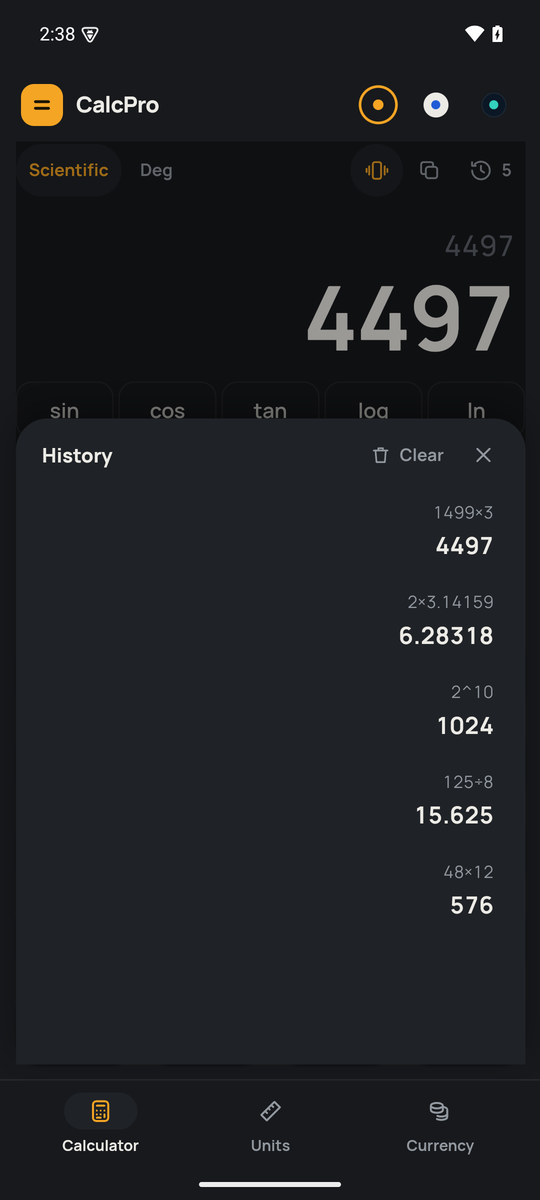 2:38
CalcPro
Scientific Deg 5
4497
4497
sin cos tan log ln
History Clear
1499×3
4497
2×3.14159
6.28318
2^10
1024
125÷8
15.625
48×12
576
Calculator Units Currency